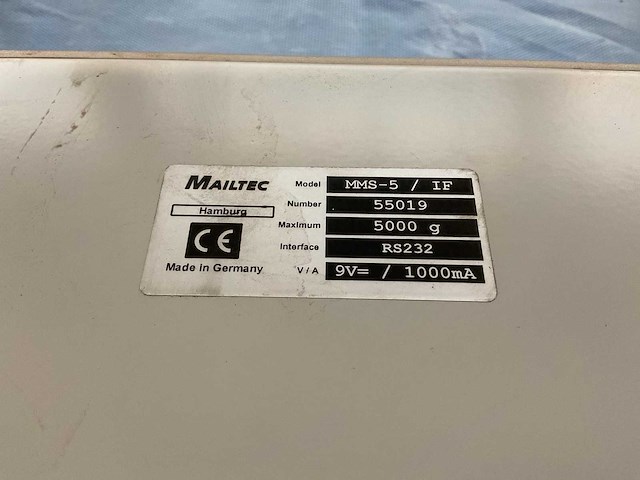 MAILTEC
Hamburg
CE
Made in Germany
Model MMS-5 / IF
Number 55019
Maximum 5000 g
Interface RS232
V / A 9V= / 1000mA